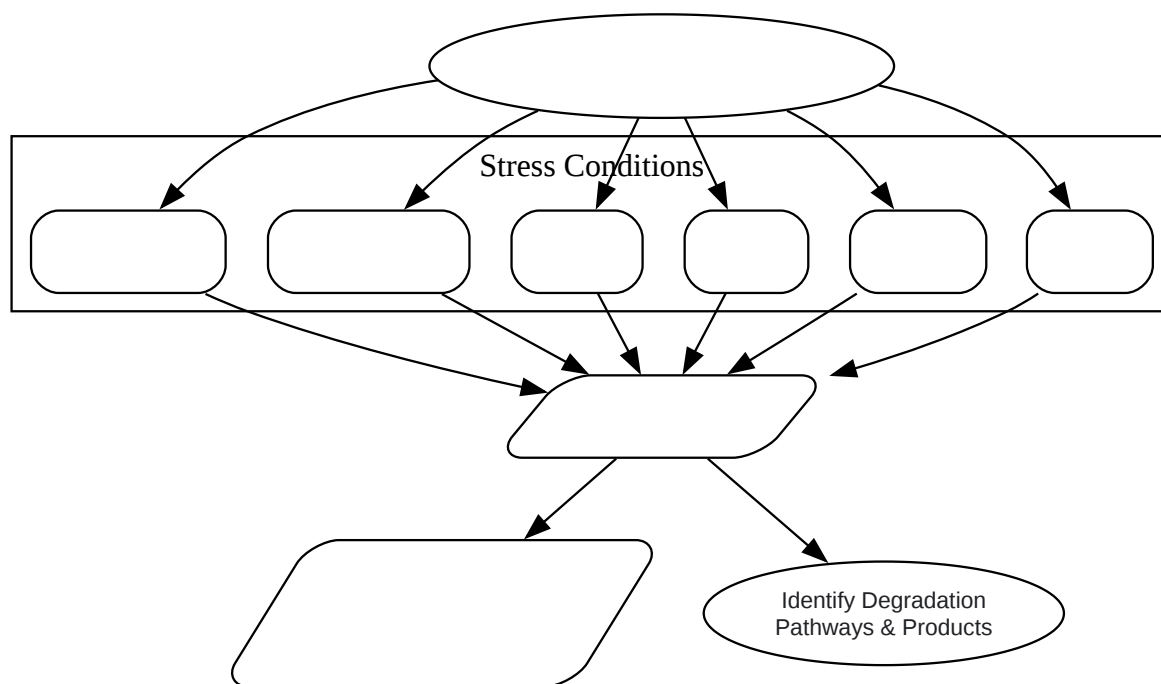 Stress Conditions
Identify Degradation
Pathways & Products